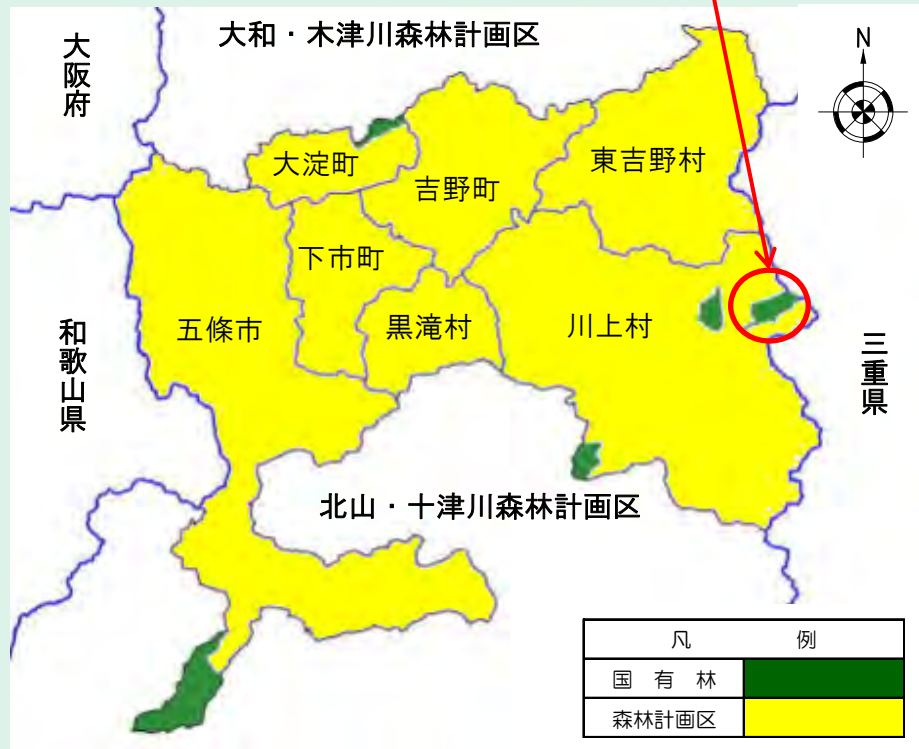 大和・木津川森林計画区
大阪府
N
東吉野村
大淀町
吉野町
下市町
五條市
黒滝村
川上村
和歌山県
三重県
北山・十津川森林計画区
凡 例
国 有 林
森林計画区